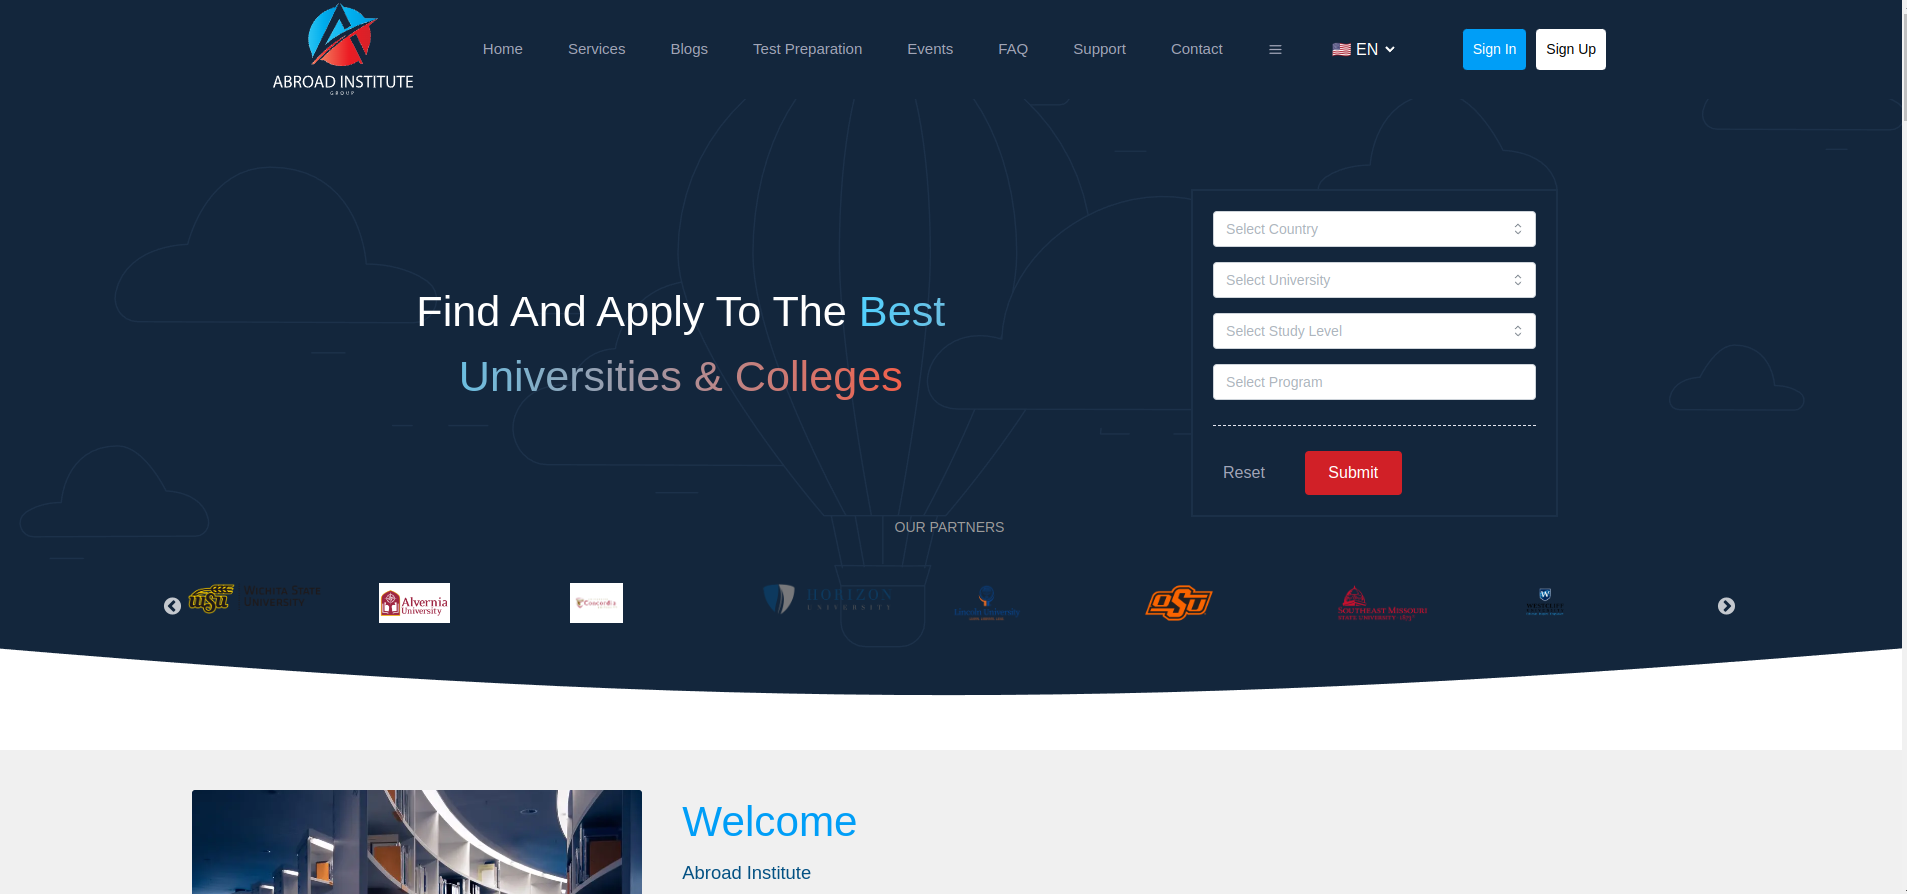 ABROAD INSTITUTE
GROUP
Home
Services
Blogs
Test Preparation
Events
FAQ
Support
Contact
EN
Sign In
Sign Up
Find And Apply To The Best
Universities & Colleges
Select Country
Select University
Select Study Level
Select Program
Reset
Submit
OUR PARTNERS
WSU
WICHITA STATE
UNIVERSITY
Alvernia
University
Concordia
HORIZON
UNIVERSITY
Lincoln University
OSU
SOUTHEAST MISSOURI
STATE UNIVERSITY · 1873
W
Welcome
Abroad Institute